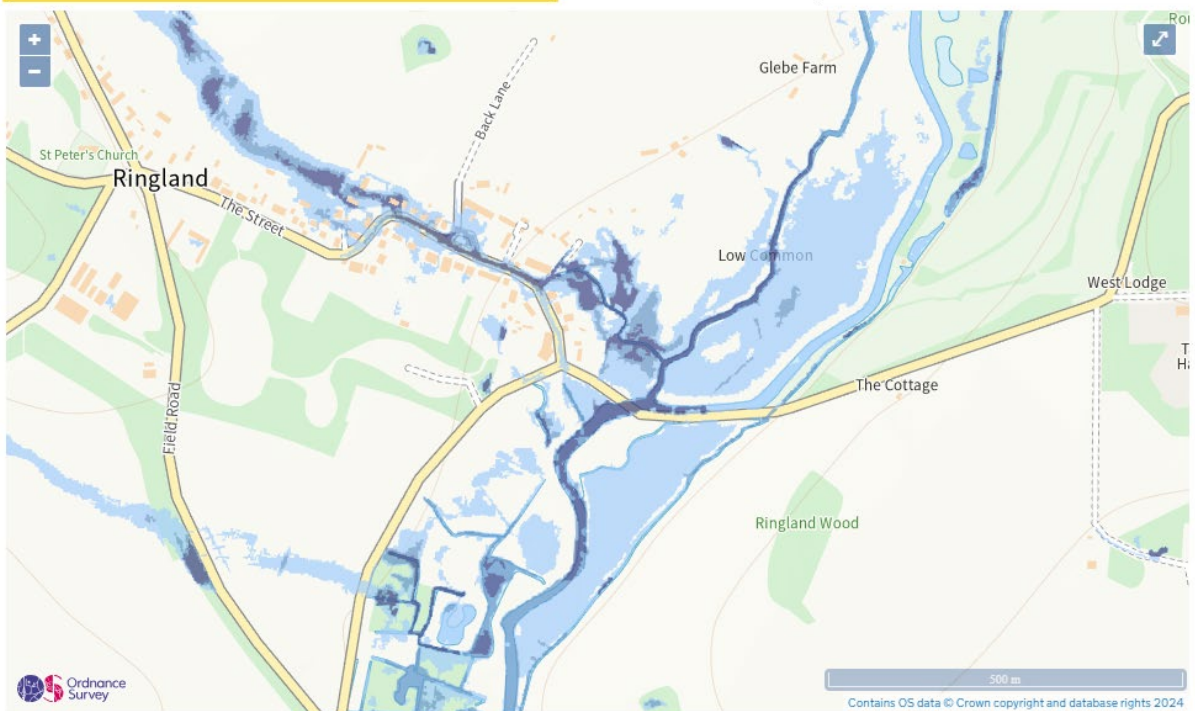 +
−
Glebe Farm
Back Lane
St Peter's Church
Ringland
The Street
Low Common
West Lodge
The Cottage
Field Road
Ringland Wood
Ordnance
Survey
500 m
Contains OS data © Crown copyright and database rights 2024